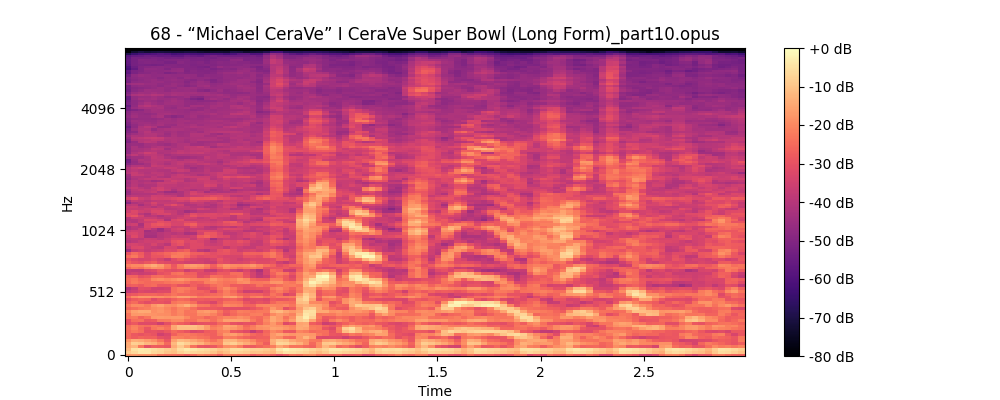 68 - “Michael CeraVe” I CeraVe Super Bowl (Long Form)_part10.opus
+0 dB
-10 dB
-20 dB
-30 dB
-40 dB
-50 dB
-60 dB
-70 dB
-80 dB
4096
2048
1024
512
0
Hz
0
0.5
1
1.5
2
2.5
Time